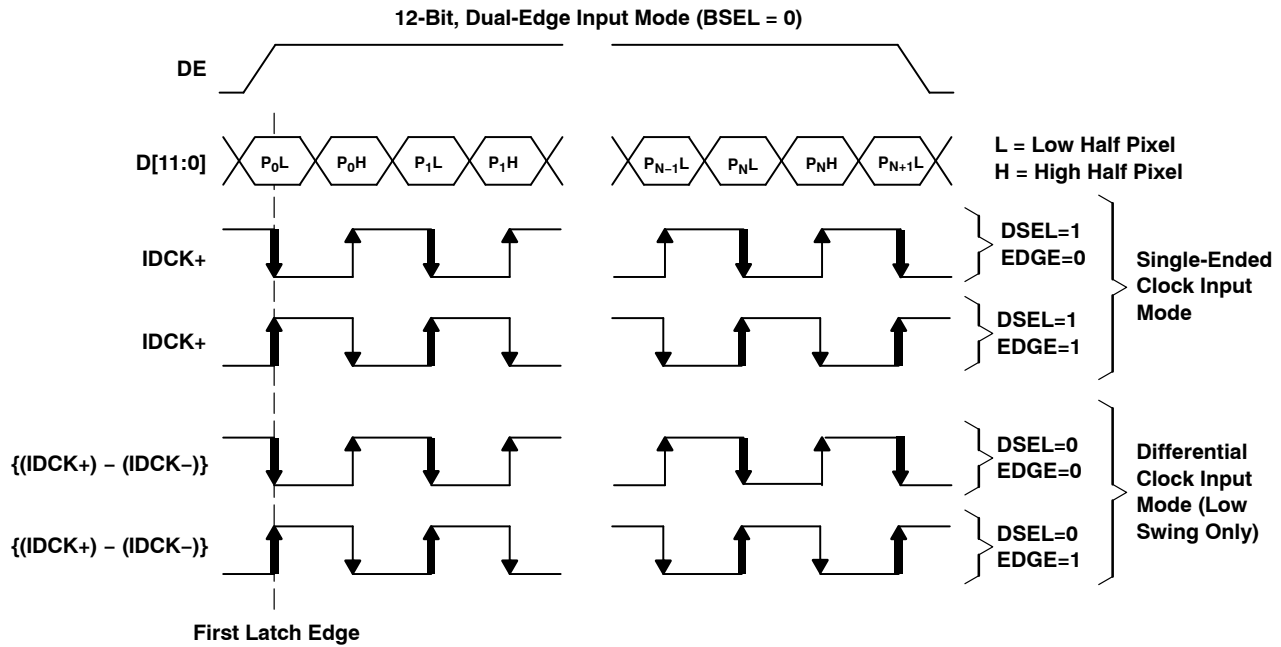 12-Bit, Dual-Edge Input Mode (BSEL = 0)
DE
D[11:0]
P0L
P0H
P1L
P1H
PN−1L
PNL
PNH
PN+1L
L = Low Half Pixel
H = High Half Pixel
IDCK+
DSEL=1
EDGE=0
IDCK+
DSEL=1
EDGE=1
Single-Ended
Clock Input
Mode
{(IDCK+) − (IDCK−)}
DSEL=0
EDGE=0
{(IDCK+) − (IDCK−)}
DSEL=0
EDGE=1
Differential
Clock Input
Mode (Low
Swing Only)
First Latch Edge